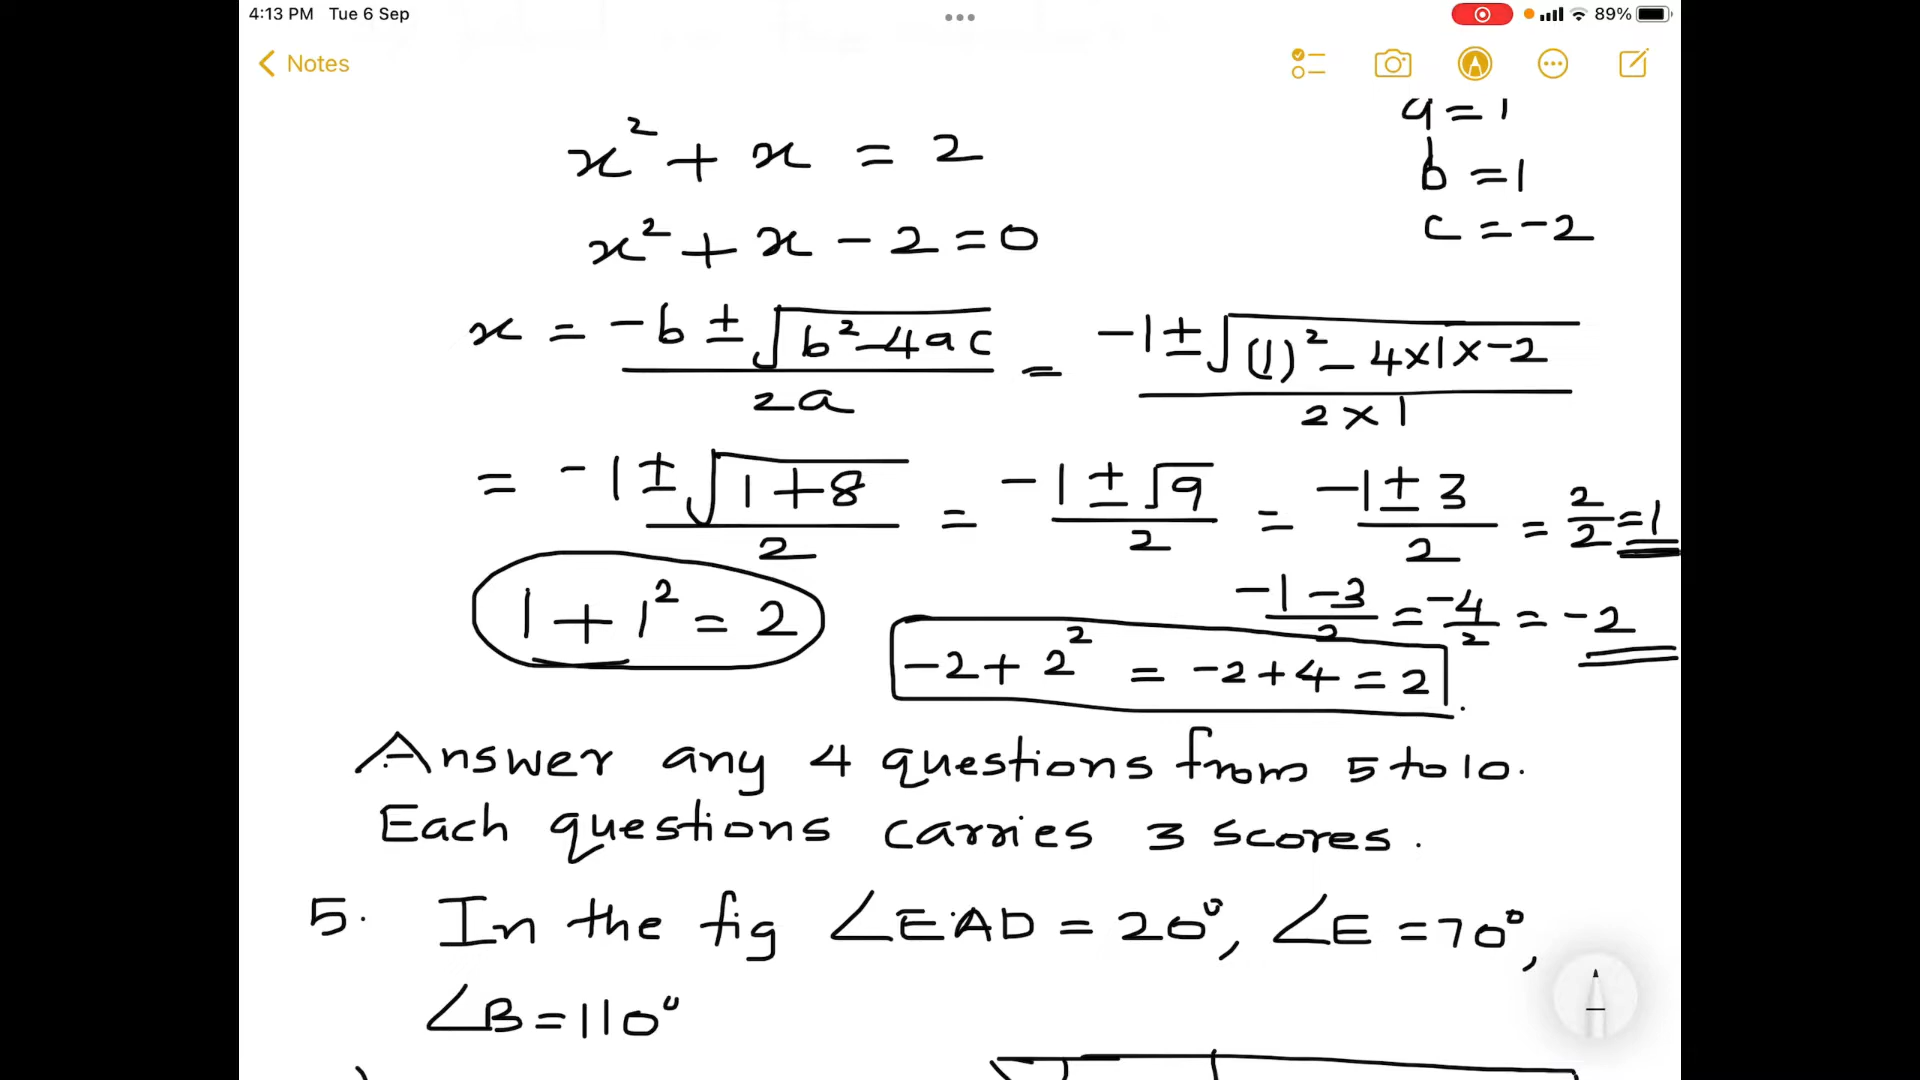 4:13 PM Tue 6 Sep
89%
Notes
a = 1
x² + x = 2
b = 1
c = -2
x² + x - 2 = 0
x = (-b ± √(b² - 4ac))/2a = (-1 ± √((1)² - 4×1×-2))/(2×1)
= (-1 ± √(1+8))/2 = (-1 ± √9)/2 = (-1 ± 3)/2 = 2/2 = 1
(-1-3)/2 = -4/2 = -2
1 + 1² = 2
-2 + 2² = -2 + 4 = 2
Answer any 4 questions from 5 to 10.
Each questions carries 3 scores.
5. In the fig ∠EAD = 20°, ∠E = 70°,
∠B = 110°